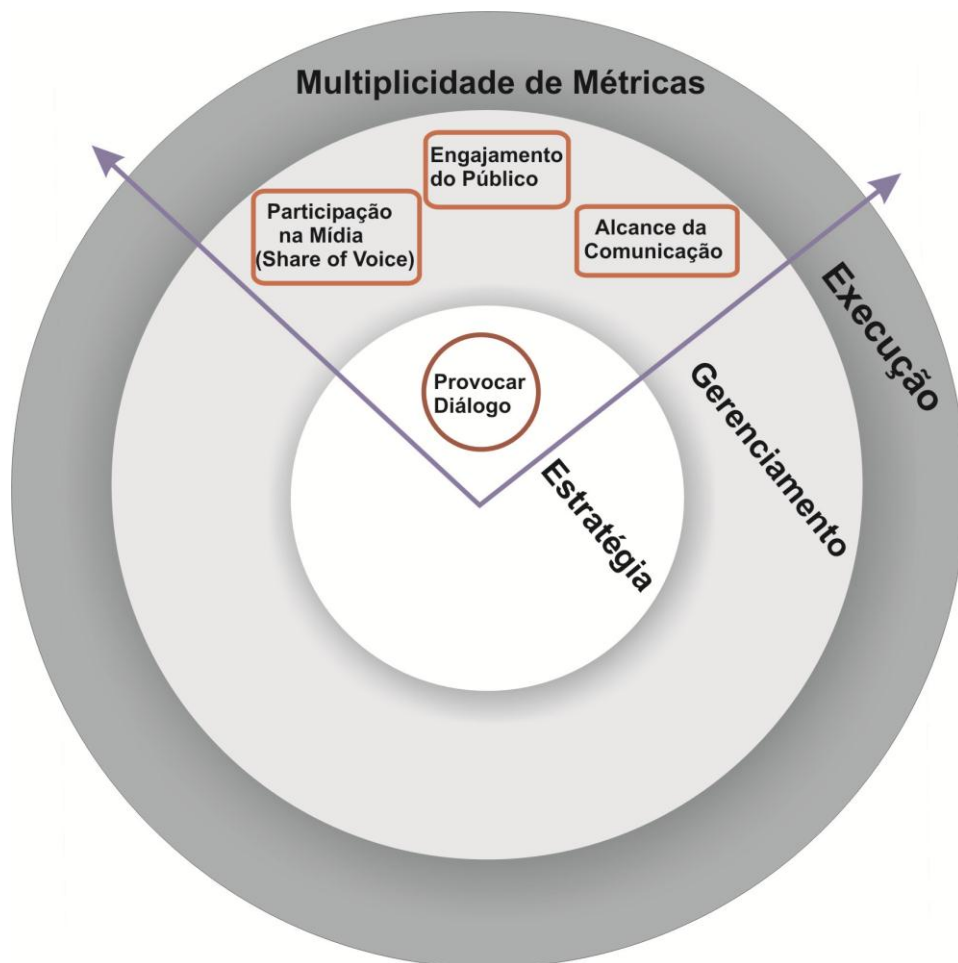 Multiplicidade de Métricas
Engajamento
do Público
Participação
na Mídia
(Share of Voice)
Alcance da
Comunicação
Execução
Gerenciamento
Provocar
Diálogo
Estratégia